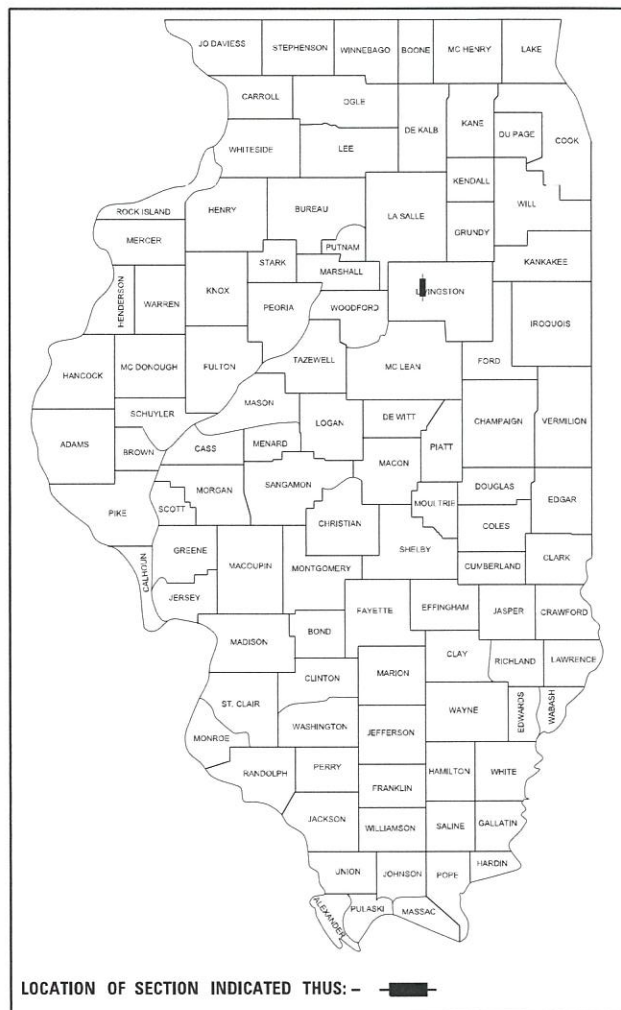 JO DAVIESS STEPHENSON WINNEBAGO BOONE MC HENRY LAKE
CARROLL OGLE DE KALB KANE DU PAGE COOK
WHITESIDE LEE
KENDALL WILL
ROCK ISLAND HENRY BUREAU LA SALLE
GRUNDY
MERCER PUTNAM
STARK MARSHALL KANKAKEE
HENDERSON WARREN KNOX PEORIA WOODFORD LIVINGSTON IROQUOIS
HANCOCK MC DONOUGH FULTON TAZEWELL MC LEAN FORD
MASON
SCHUYLER LOGAN DE WITT CHAMPAIGN VERMILION
ADAMS BROWN CASS MENARD PIATT
MACON
MORGAN SANGAMON DOUGLAS
PIKE SCOTT MOULTRIE EDGAR
CHRISTIAN COLES
GREENE SHELBY
CALHOUN MACOUPIN MONTGOMERY CUMBERLAND CLARK
JERSEY
FAYETTE EFFINGHAM JASPER CRAWFORD
MADISON BOND
CLAY RICHLAND LAWRENCE
CLINTON MARION
ST. CLAIR WAYNE EDWARDS WABASH
WASHINGTON JEFFERSON
MONROE
RANDOLPH PERRY HAMILTON WHITE
FRANKLIN
JACKSON WILLIAMSON SALINE GALLATIN
UNION JOHNSON POPE HARDIN
ALEXANDER PULASKI MASSAC
LOCATION OF SECTION INDICATED THUS: –